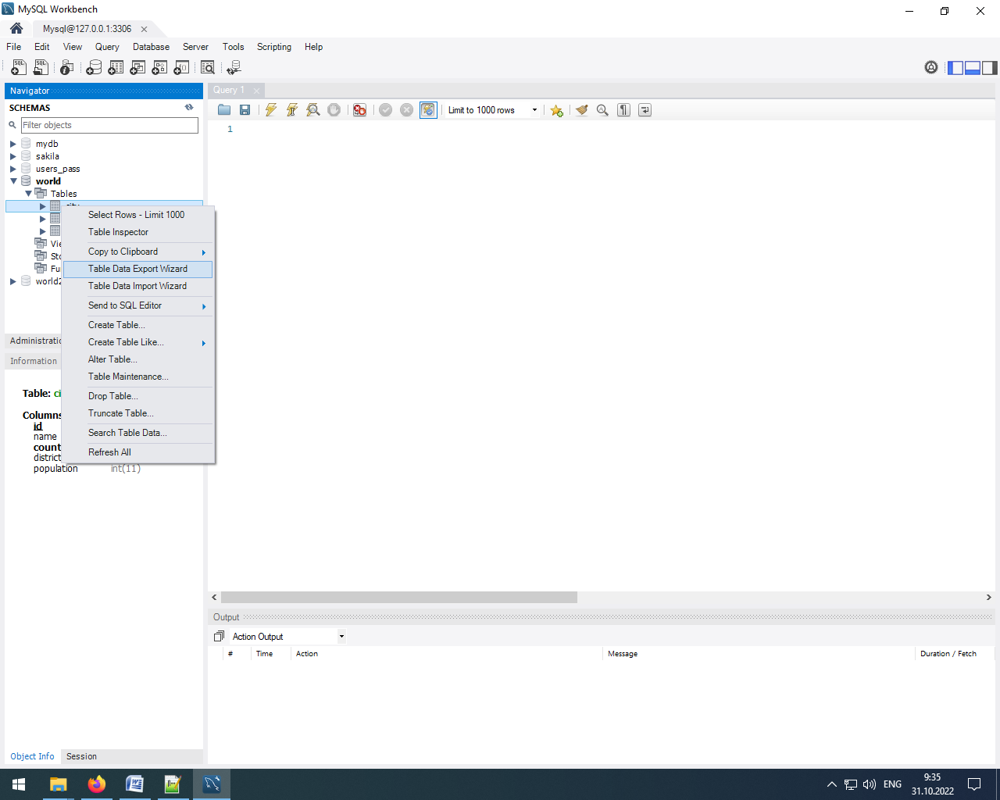 MySQL Workbench
Mysql@127.0.0.1:3306
File Edit View Query Database Server Tools Scripting Help
Navigator
SCHEMAS
Filter objects
mydb
sakila
users_pass
world
Tables
city
Vie
Sto
Fu
world2
Select Rows - Limit 1000
Table Inspector
Copy to Clipboard
Table Data Export Wizard
Table Data Import Wizard
Send to SQL Editor
Create Table...
Create Table Like...
Alter Table...
Table Maintenance...
Drop Table...
Truncate Table...
Search Table Data...
Refresh All
Administratio
Information
Table: ci
Columns
id
name
count
district
population int(11)
Object Info Session
Query 1
Limit to 1000 rows
1
Output
Action Output
# Time Action Message Duration / Fetch
ENG
9:35
31.10.2022